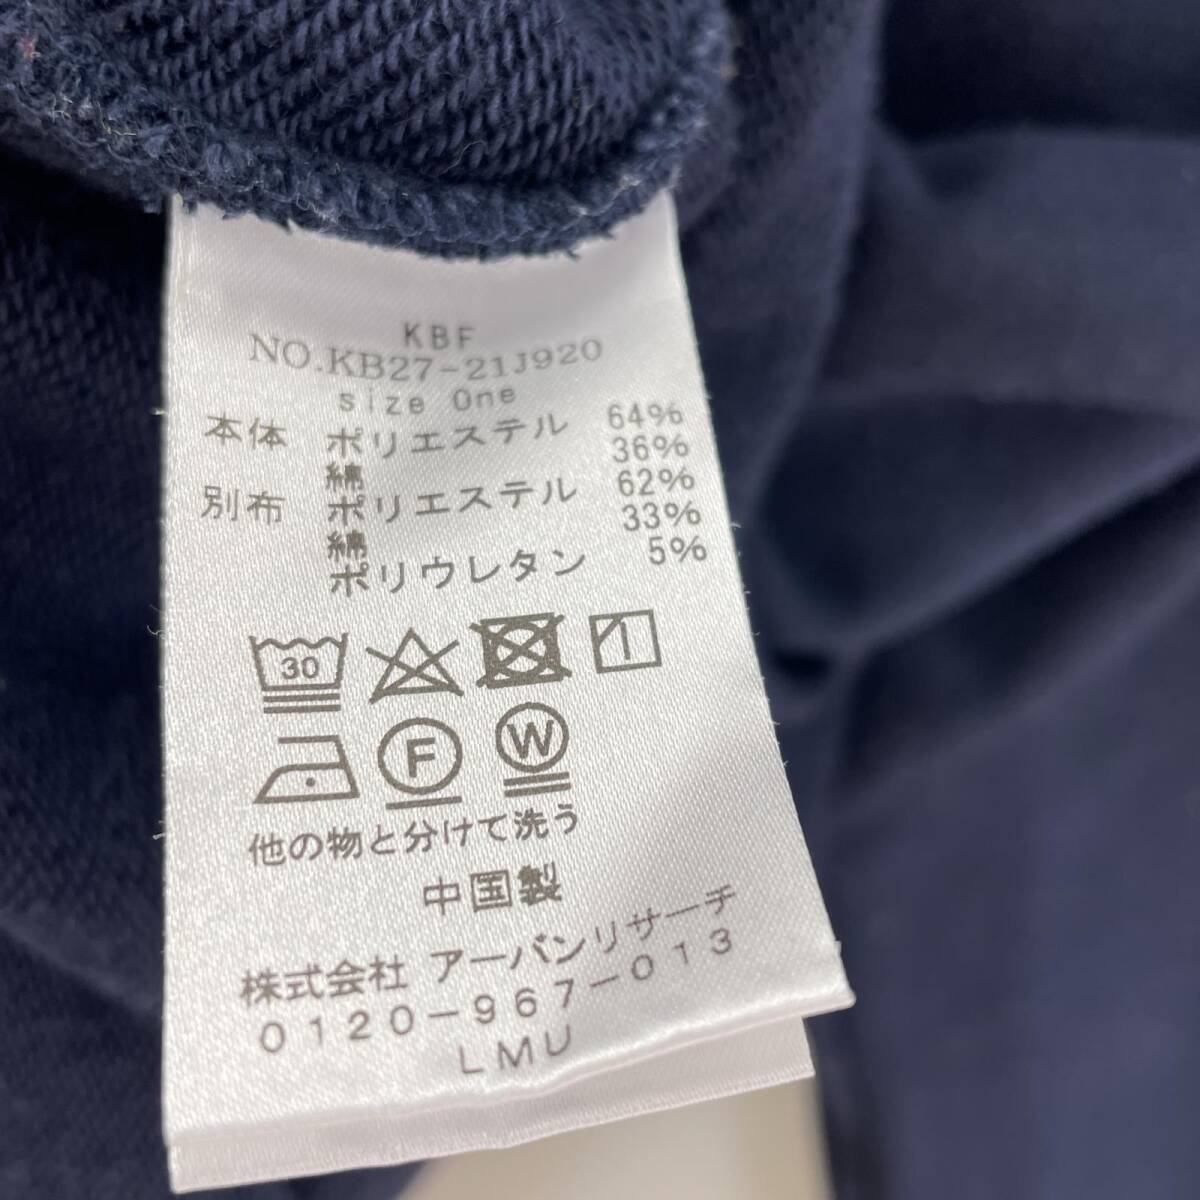 KBF
NO.KB27-21J920
size One
本体 ポリエステル 64%
綿 36%
別布 ポリエステル 62%
綿 33%
ポリウレタン 5%
30
F W
他の物と分けて洗う
中国製
株式会社 アーバンリサーチ
0120-967-013
LMU